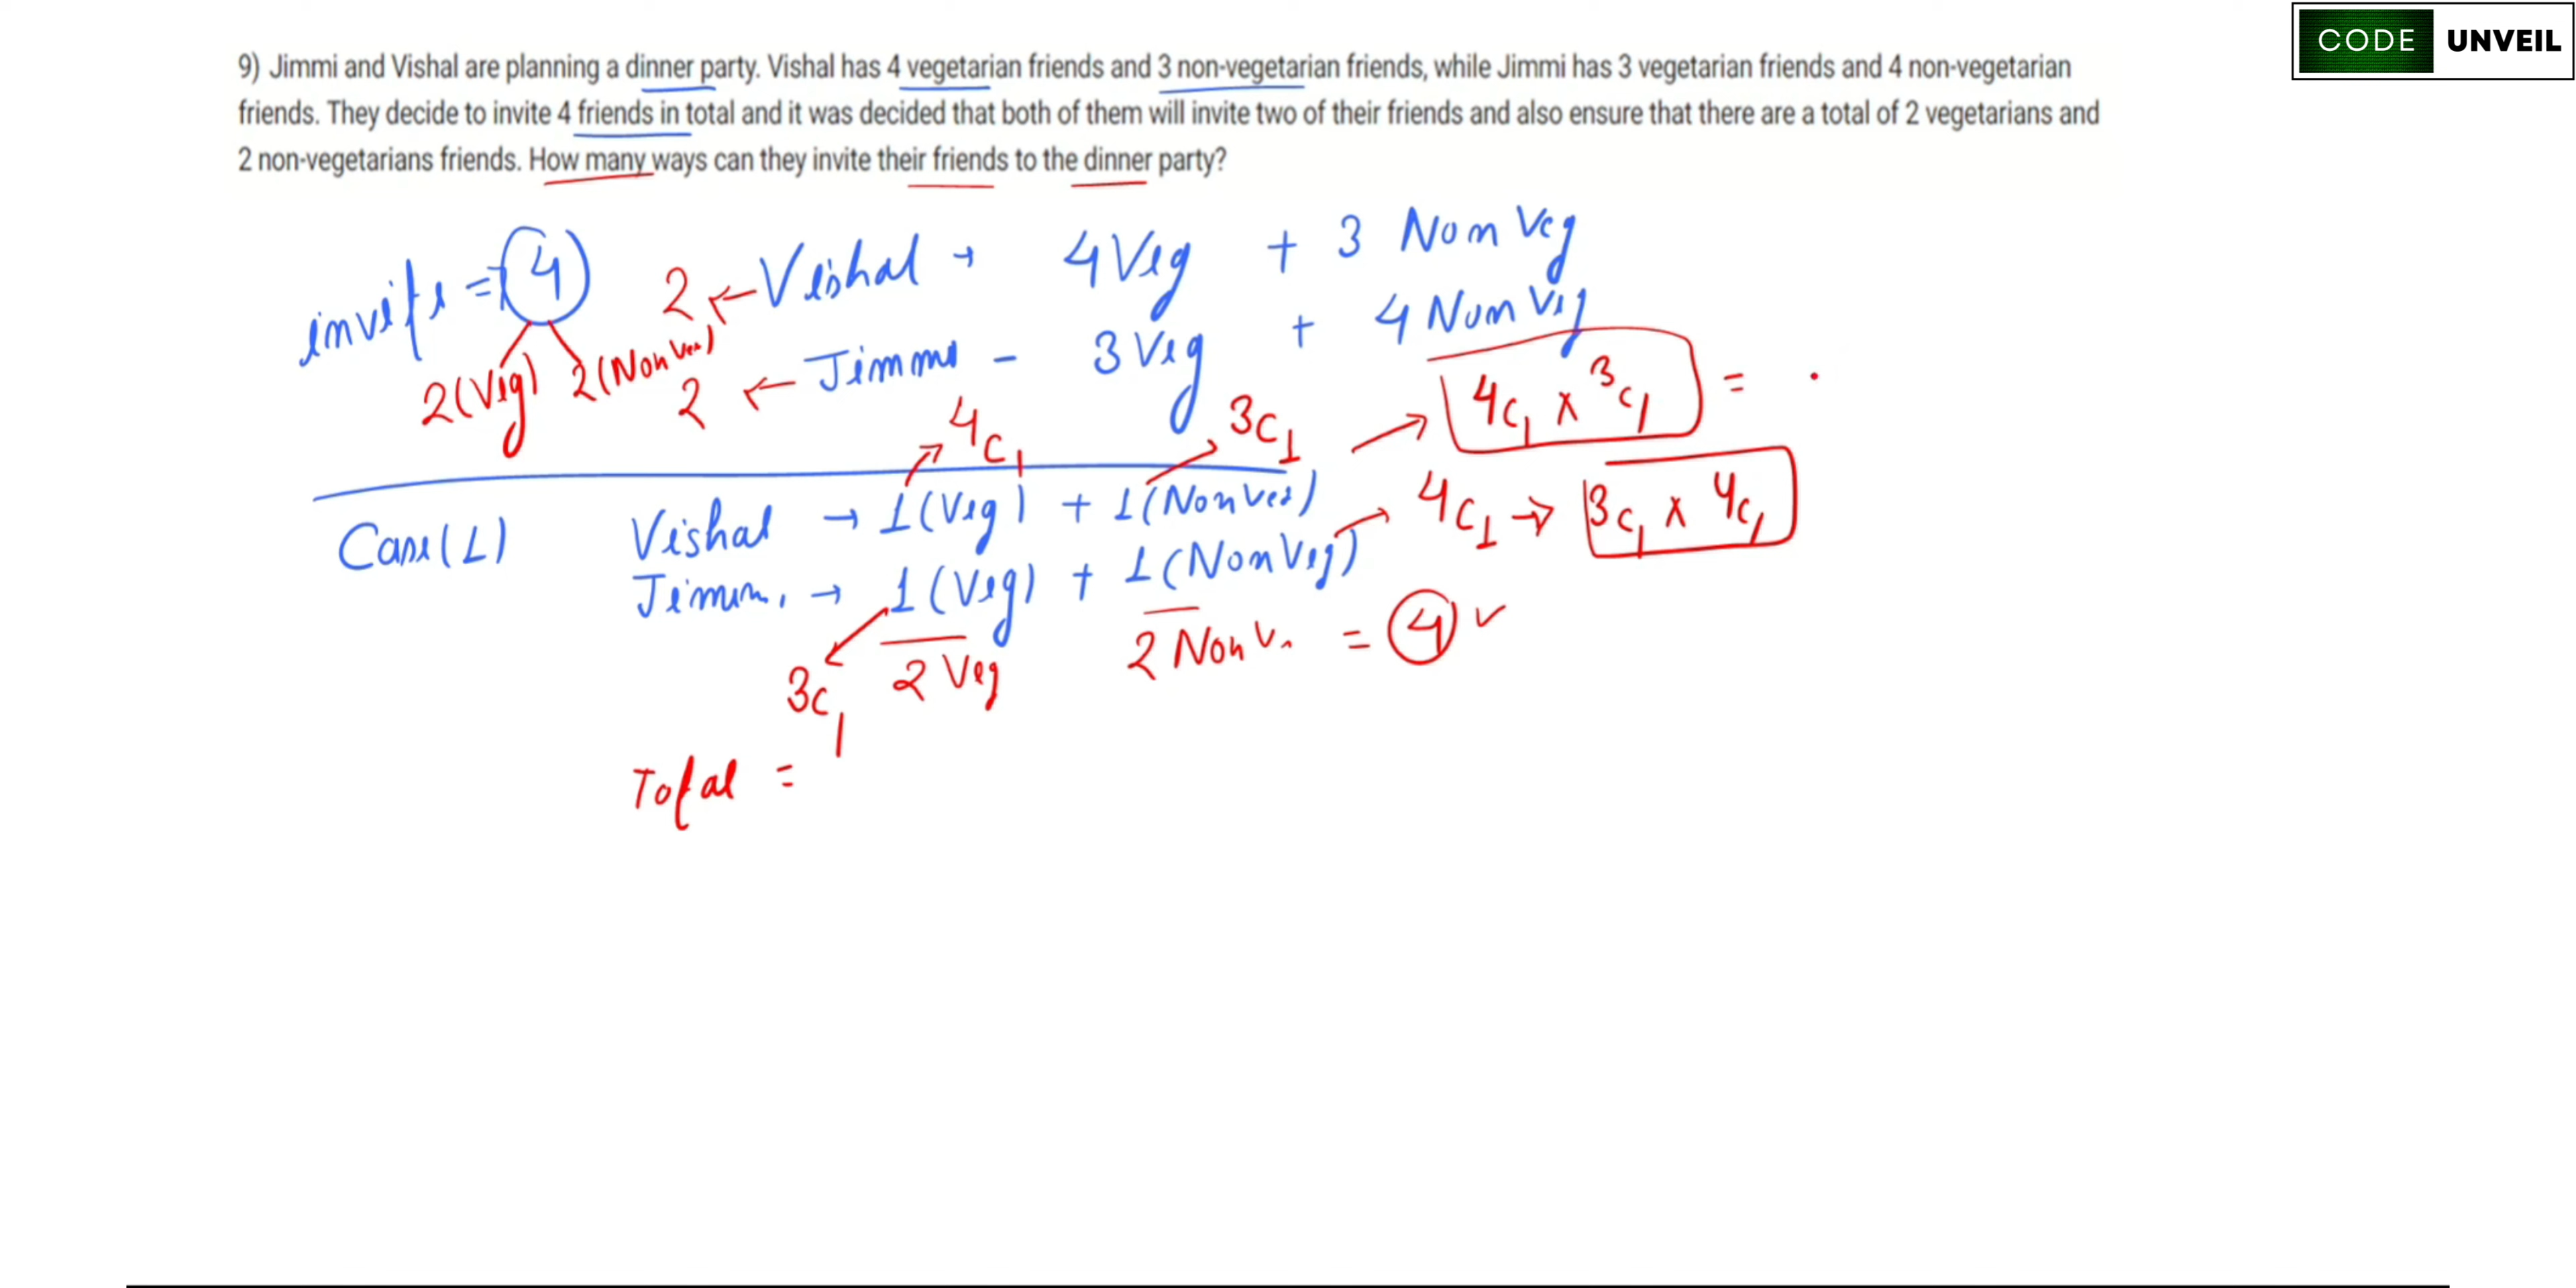 CODE UNVEIL
9) Jimmi and Vishal are planning a dinner party. Vishal has 4 vegetarian friends and 3 non-vegetarian friends, while Jimmi has 3 vegetarian friends and 4 non-vegetarian
friends. They decide to invite 4 friends in total and it was decided that both of them will invite two of their friends and also ensure that there are a total of 2 vegetarians and
2 non-vegetarians friends. How many ways can they invite their friends to the dinner party?
invite = 4
2 (Veg) 2 (Non Veg)
2 ← Vishal → 4 Veg + 3 Non Veg
2 ← Jimmi - 3 Veg + 4 Non Veg
4c1 3c1 → 4c1 x 3c1 = .
Case (1) Vishal → 1 (Veg) + 1 (Non Veg)
Jimmi → 1 (Veg) + 1 (Non Veg) → 4c1 → 3c1 x 4c1
3c1 2 Veg 2 Non V. = 4 ✓
Total =